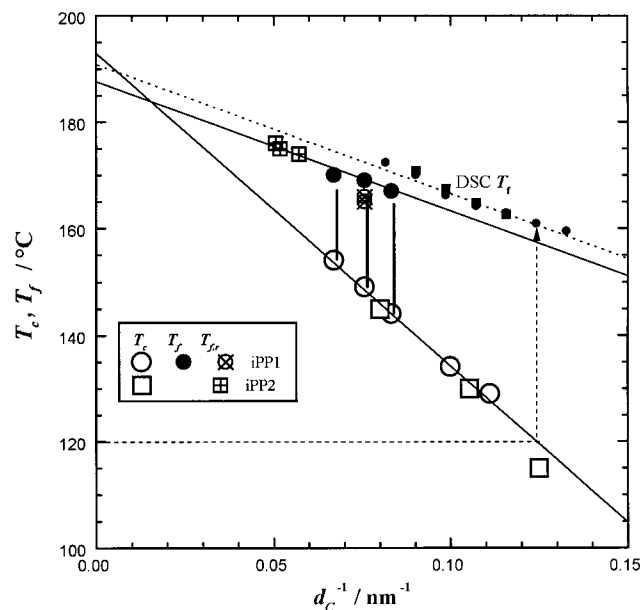 200
180
160
140
120
100
T_c, T_f / °C
DSC T_f
T_c T_f T_f,r
iPP1
iPP2
0.00 0.05 0.10 0.15
d_C^-1 / nm^-1